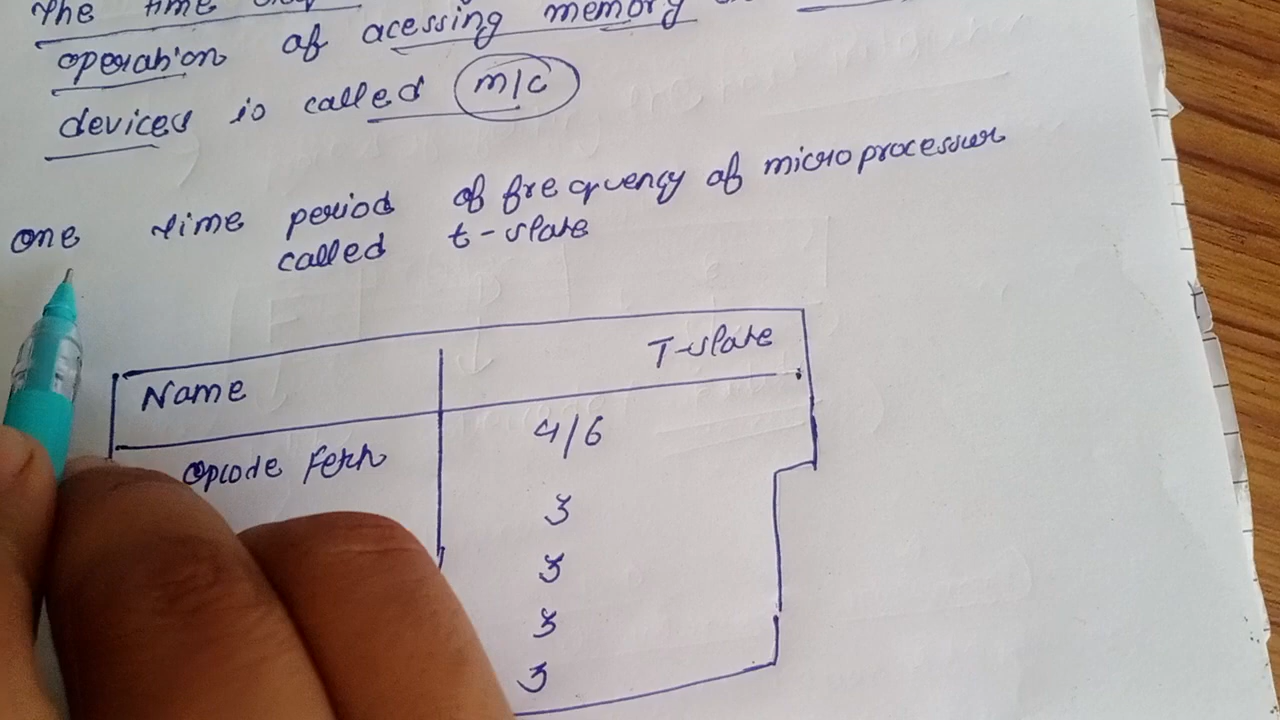 The time
operation of acessing memory
devices is called m/c
One time period of frequency of microprocessor
called t-state
Name T-state
opcode Fetch 4/6
3
3
3
3